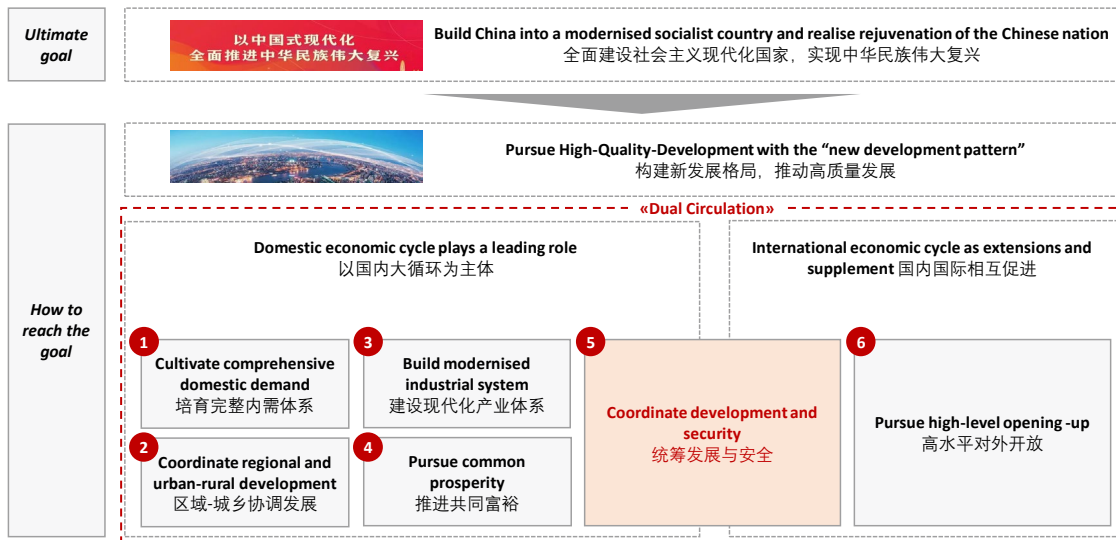 Ultimate
goal
以中国式现代化
全面推进中华民族伟大复兴
Build China into a modernised socialist country and realise rejuvenation of the Chinese nation
全面建设社会主义现代化国家，实现中华民族伟大复兴
How to
reach the
goal
Pursue High-Quality-Development with the “new development pattern”
构建新发展格局，推动高质量发展
«Dual Circulation»
Domestic economic cycle plays a leading role
以国内大循环为主体
International economic cycle as extensions and
supplement 国内国际相互促进
1
Cultivate comprehensive
domestic demand
培育完整内需体系
2
Coordinate regional and
urban-rural development
区域-城乡协调发展
3
Build modernised
industrial system
建设现代化产业体系
4
Pursue common
prosperity
推进共同富裕
5
Coordinate development and
security
统筹发展与安全
6
Pursue high-level opening -up
高水平对外开放